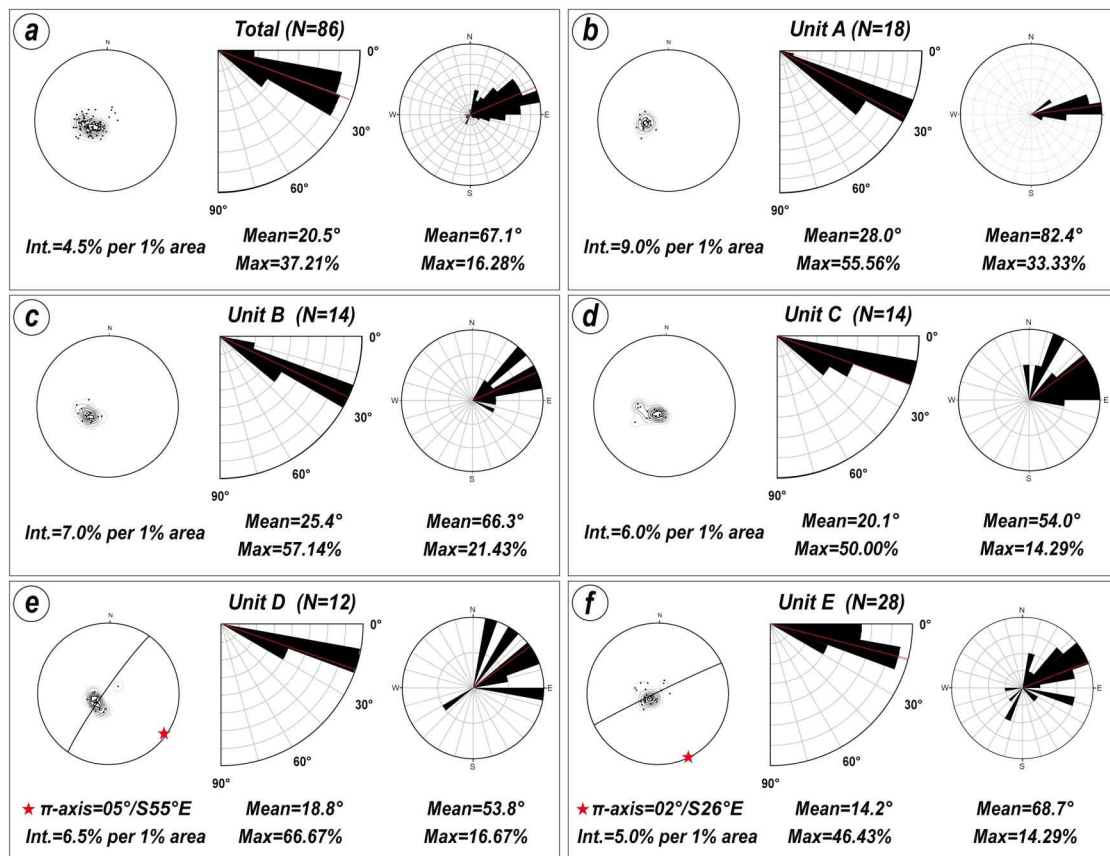 a
Total (N=86)
N
0°
30°
60°
90°
N
W
E
S
Int.=4.5% per 1% area
Mean=20.5°
Max=37.21%
Mean=67.1°
Max=16.28%
b
Unit A (N=18)
N
0°
30°
60°
90°
N
W
E
S
Int.=9.0% per 1% area
Mean=28.0°
Max=55.56%
Mean=82.4°
Max=33.33%
c
Unit B (N=14)
N
0°
30°
60°
90°
N
W
E
S
Int.=7.0% per 1% area
Mean=25.4°
Max=57.14%
Mean=66.3°
Max=21.43%
d
Unit C (N=14)
N
0°
30°
60°
90°
N
W
E
S
Int.=6.0% per 1% area
Mean=20.1°
Max=50.00%
Mean=54.0°
Max=14.29%
e
Unit D (N=12)
N
0°
30°
60°
90°
N
W
E
S
π-axis=05°/S55°E
Int.=6.5% per 1% area
Mean=18.8°
Max=66.67%
Mean=53.8°
Max=16.67%
f
Unit E (N=28)
N
0°
30°
60°
90°
N
W
E
S
π-axis=02°/S26°E
Int.=5.0% per 1% area
Mean=14.2°
Max=46.43%
Mean=68.7°
Max=14.29%